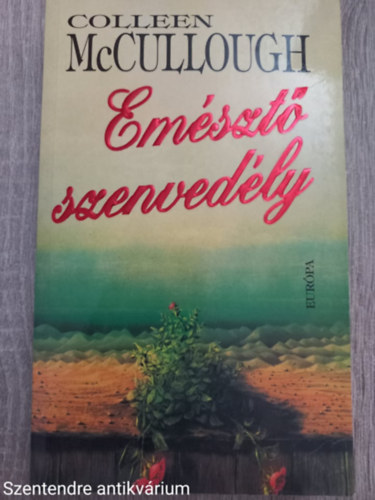 COLLEEN
McCULLOUGH
Emésztő
szenvedély
EURÓPA
Szentendre antikvárium